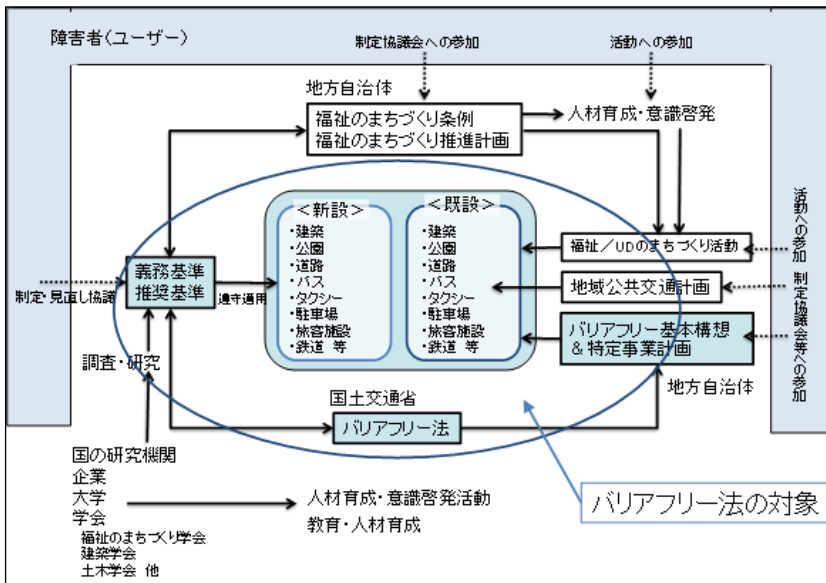 障害者(ユーザー)
制定協議会への参加
活動への参加
地方自治体
福祉のまちづくり条例
福祉のまちづくり推進計画
人材育成・意識啓発
<新設>
・建築
・公園
・道路
・バス
・タクシー
・駐車場
・旅客施設
・鉄道 等
<既設>
・建築
・公園
・道路
・バス
・タクシー
・駐車場
・旅客施設
・鉄道 等
福祉/UDのまちづくり活動
活動への参加
義務基準
推奨基準
制定・見直し協議
遵守適用
地域公共交通計画
制定協議会等への参加
バリアフリー基本構想
&特定事業計画
調査・研究
国土交通省
バリアフリー法
地方自治体
国の研究機関
企業
大学
学会
福祉のまちづくり学会
建築学会
土木学会 他
人材育成・意識啓発活動
教育・人材育成
バリアフリー法の対象